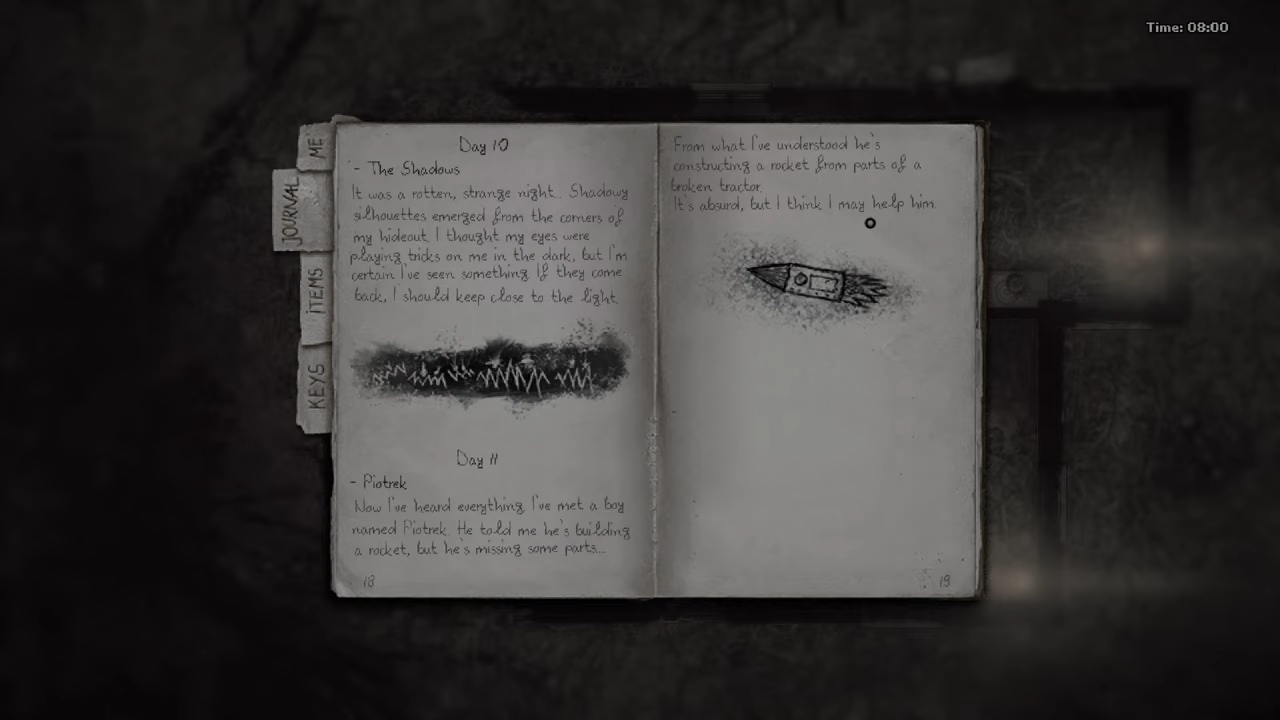 Time: 08:00
ME
JOURNAL
ITEMS
KEYS
Day 10
- The Shadows
It was a rotten, strange night... Shadowy
silhouettes emerged from the corners of
my hideout. I thought my eyes were
playing tricks on me in the dark, but I'm
certain I've seen something. If they come
back, I should keep close to the light.
Day 11
- Piotrek
Now I've heard everything. I've met a boy
named Piotrek. He told me he's building
a rocket, but he's missing some parts...
18
From what I've understood he's
constructing a rocket from parts of a
broken tractor.
It's absurd, but I think I may help him.
19